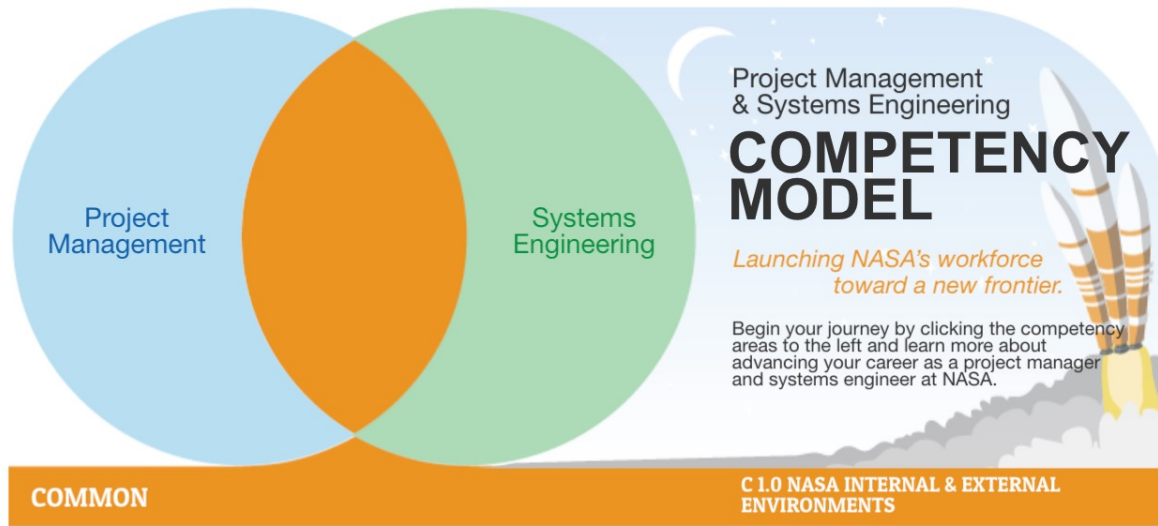 Project
Management
Systems
Engineering
Project Management
& Systems Engineering
COMPETENCY
MODEL
Launching NASA's workforce
toward a new frontier.
Begin your journey by clicking the competency
areas to the left and learn more about
advancing your career as a project manager
and systems engineer at NASA.
COMMON
C 1.0 NASA INTERNAL & EXTERNAL
ENVIRONMENTS